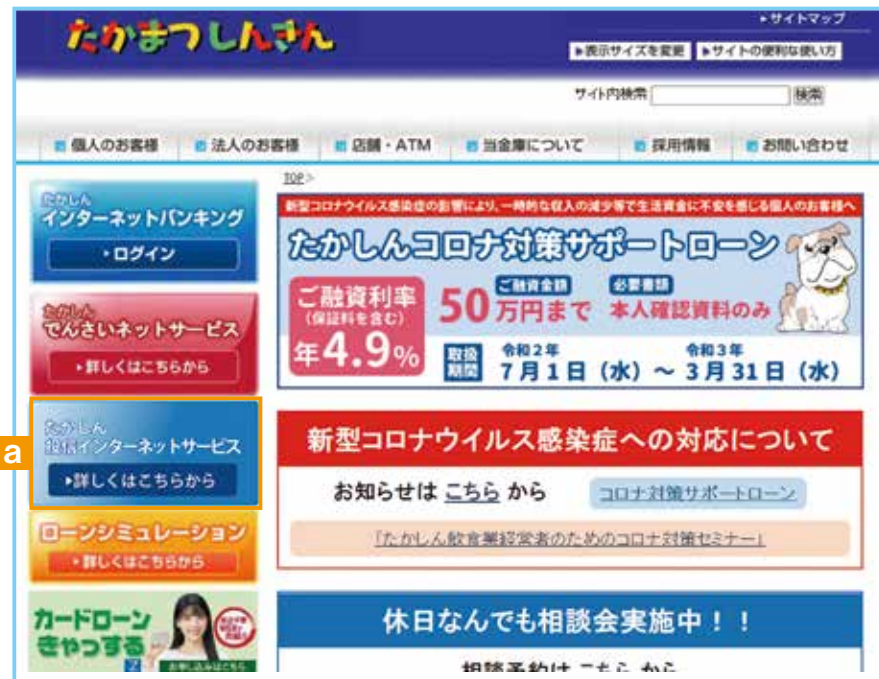 たかまつしんきん
▸サイトマップ
▸表示サイズを変更 ▸サイトの便利な使い方
サイト内検索 検索
個人のお客様 法人のお客様 店舗・ATM 当金庫について 採用情報 お問い合わせ
TOP>
たかしん
インターネットバンキング
・ログイン
たかしん
でんさいネットサービス
・詳しくはこちらから
a
たかしん
投信インターネットサービス
▸詳しくはこちらから
ローンシミュレーション
・詳しくはこちらから
カードローン
きゃっする
お申し込みはこちら
新型コロナウイルス感染症の影響により、一時的な収入の減少等で生活資金に不安を感じる個人のお客様へ
たかしんコロナ対策サポートローン
ご融資利率
(保証料を含む)
年4.9%
ご融資金額
50万円まで
必要書類
本人確認資料のみ
取扱期間
令和2年 令和3年
7月1日(水)～3月31日(水)
新型コロナウイルス感染症への対応について
お知らせは こちら から コロナ対策サポートローン
「たかしん飲食業経営者のためのコロナ対策セミナー」
休日なんでも相談会実施中！！
相談予約は こちら から